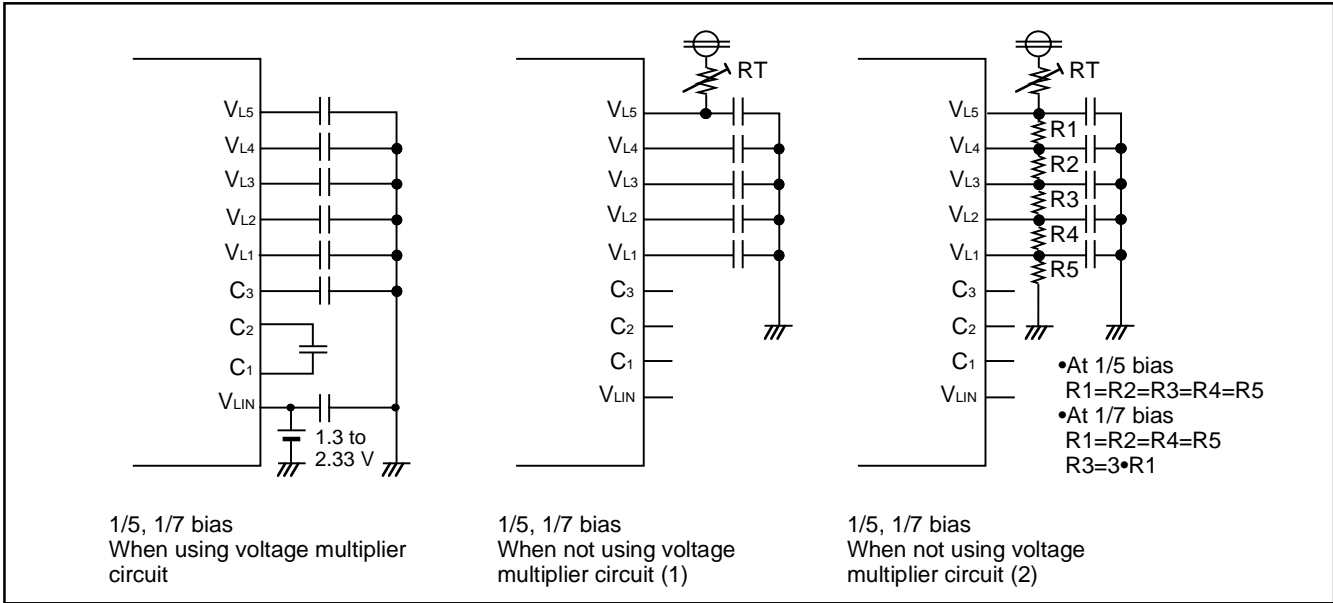 VL5
VL4
VL3
VL2
VL1
C3
C2
C1
VLIN
1.3 to
2.33 V
1/5, 1/7 bias
When using voltage multiplier
circuit
RT
VL5
VL4
VL3
VL2
VL1
C3
C2
C1
VLIN
1/5, 1/7 bias
When not using voltage
multiplier circuit (1)
RT
VL5
R1
VL4
R2
VL3
R3
VL2
R4
VL1
R5
C3
C2
C1
VLIN
•At 1/5 bias
R1=R2=R3=R4=R5
•At 1/7 bias
R1=R2=R4=R5
R3=3•R1
1/5, 1/7 bias
When not using voltage
multiplier circuit (2)